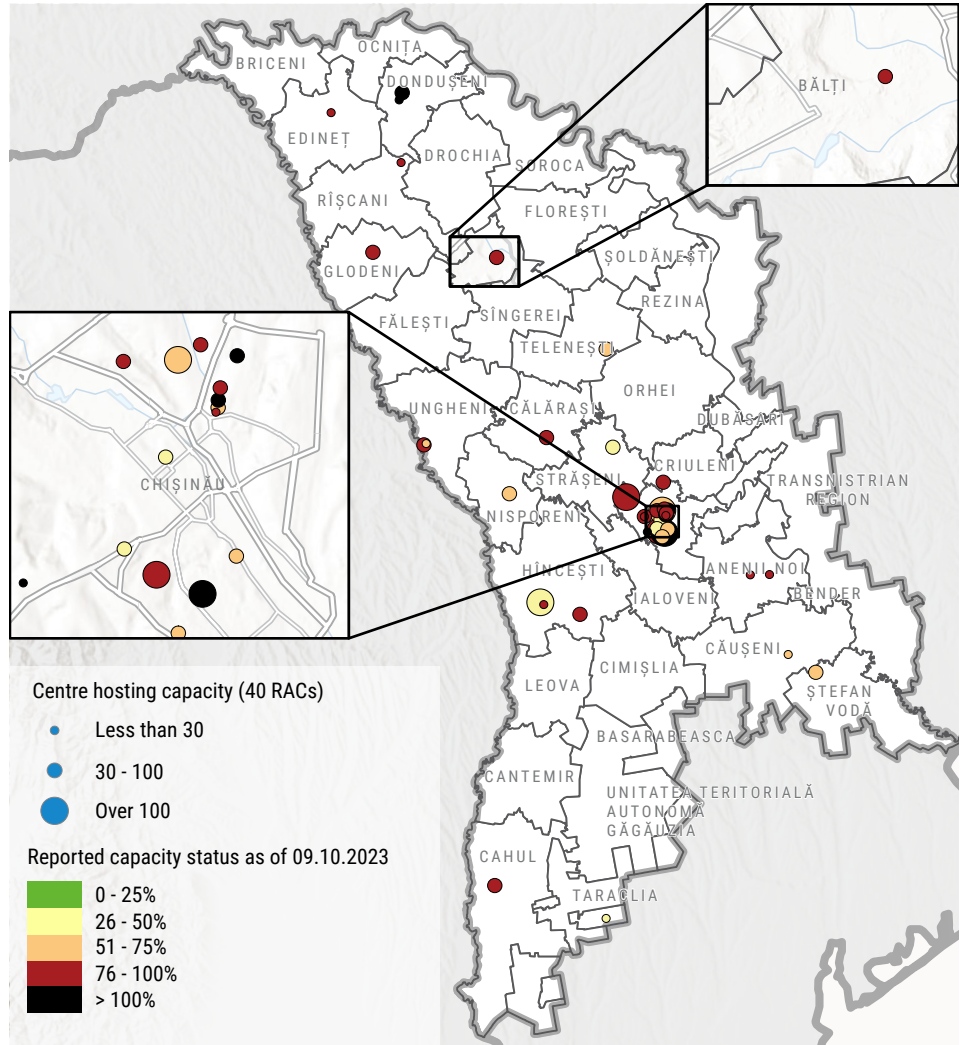 OCNIȚA
BRICENI
DONDUȘENI
BĂLȚI
EDINEȚ
DROCHIA
SOROCA
RÎȘCANI
FLOREȘTI
GLODENI
ȘOLDĂNEȘTI
REZINA
FĂLEȘTI
SÎNGEREI
TELENEȘTI
ORHEI
UNGHENI
CĂLĂRAȘI
DUBĂSARI
CRIULENI
STRĂȘENI
TRANSNISTRIAN
REGION
CHIȘINĂU
NISPORENI
HÎNCEȘTI
ANENII NOI
IALOVENI
BENDER
CĂUȘENI
CIMIȘLIA
LEOVA
ȘTEFAN
VODĂ
BASARABEASCA
CANTEMIR
UNITATEA TERITORIALĂ
AUTONOMĂ
GĂGĂUZIA
CAHUL
TARACLIA
Centre hosting capacity (40 RACs)
Less than 30
30 - 100
Over 100
Reported capacity status as of 09.10.2023
0 - 25%
26 - 50%
51 - 75%
76 - 100%
> 100%